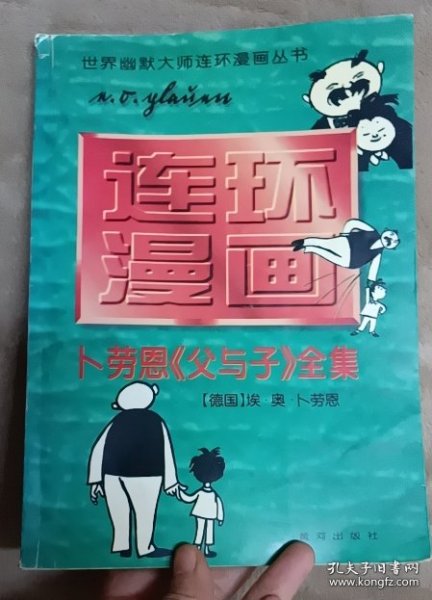 世界幽默大师连环漫画丛书
e.o.plauen
连环
漫画
卜劳恩《父与子》全集
【德国】埃·奥·卜劳恩
黄河出版社
孔夫子旧书网
www.kongfz.com